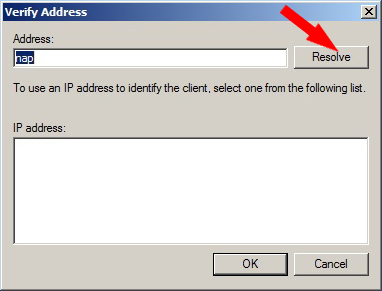 Verify Address
Address:
nap
Resolve
To use an IP address to identify the client, select one from the following list.
IP address:
OK
Cancel